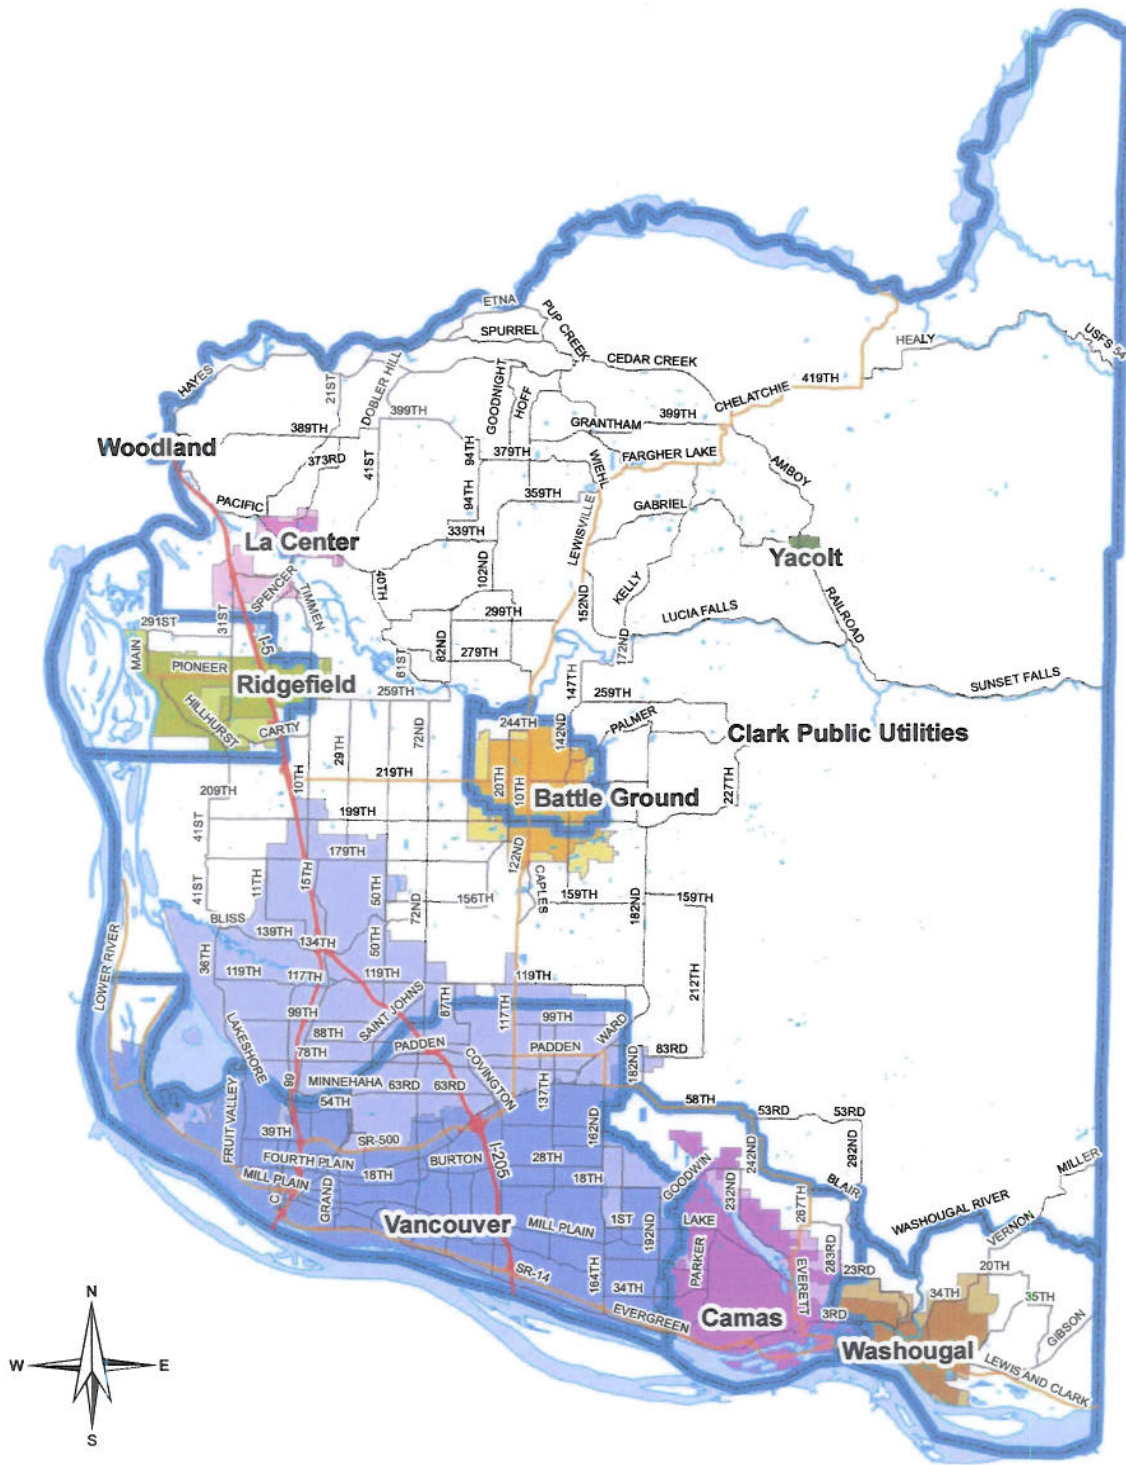 ETNA
PUP CREEK
SPURREL
CEDAR CREEK
HEALY
USFS 54
HAYES
21ST
DOBLER HILL
GOODNIGHT
HOFF
419TH
CHELATCHIE
399TH
389TH
GRANTHAM
399TH
Woodland
373RD
41ST
94TH
379TH
WIEHL
FARGHER LAKE
AMBOY
PACIFIC
94TH
359TH
GABRIEL
La Center
339TH
LEWISVILLE
Yacolt
SPENCER
TIMMEN
40TH
102ND
152ND
KELLY
RAILROAD
291ST
31ST
I-5
299TH
LUCIA FALLS
MAIN
PIONEER
61ST
82ND
279TH
172ND
Ridgefield
259TH
147TH
259TH
SUNSET FALLS
HILLHURST
CARTY
29TH
72ND
244TH
142ND
PALMER
Clark Public Utilities
10TH
219TH
20TH
10TH
227TH
209TH
Battle Ground
199TH
41ST
179TH
122ND
41ST
11TH
15TH
50TH
72ND
156TH
CAPLES
159TH
182ND
159TH
BLISS
139TH
134TH
50TH
LOWER RIVER
36TH
119TH
117TH
119TH
119TH
212TH
99TH
SAINT JOHNS
87TH
117TH
99TH
WARD
LAKESHORE
88TH
78TH
PADDEN
COVINGTON
PADDEN
83RD
99
MINNEHAHA
63RD
63RD
137TH
182ND
FRUIT VALLEY
54TH
58TH
53RD
53RD
39TH
SR-500
162ND
242ND
292ND
FOURTH PLAIN
BURTON
I-205
28TH
GOODWIN
MILL PLAIN
18TH
18TH
232ND
BLAIR
MILLER
C
GRAND
267TH
WASHOUGAL RIVER
Vancouver
MILL PLAIN
1ST
192ND
LAKE
VERNON
PARKER
283RD
23RD
20TH
SR-14
164TH
34TH
EVERETT
34TH
35TH
EVERGREEN
Camas
3RD
GIBSON
Washougal
LEWIS AND CLARK
N
W
E
S